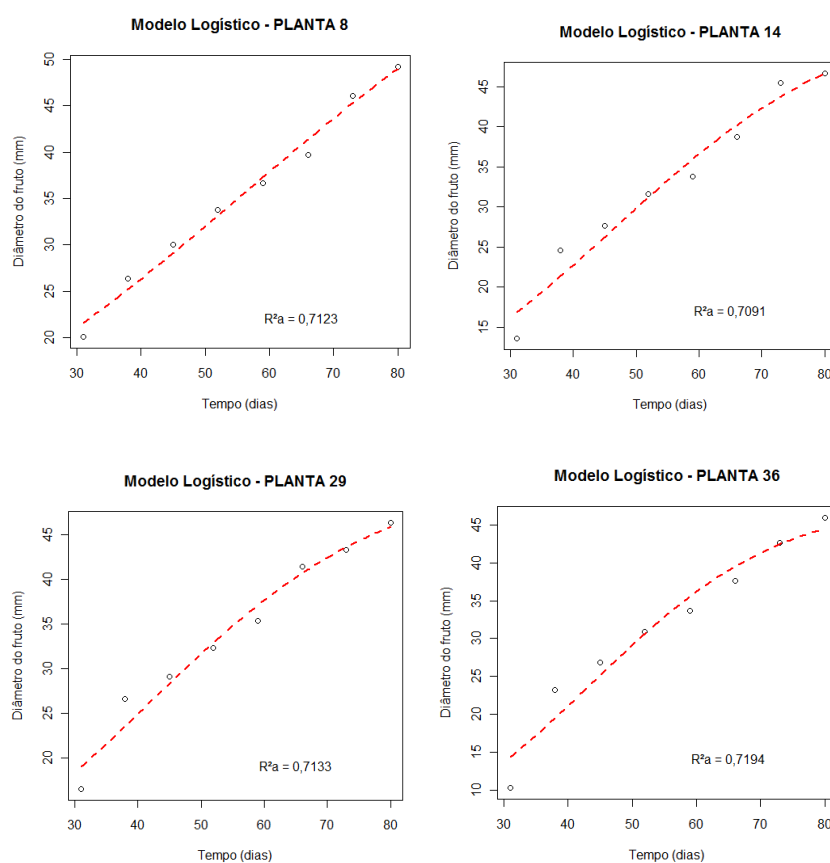 Modelo Logístico - PLANTA 8
Diâmetro do fruto (mm)
50
45
40
35
30
25
20
R²a = 0,7123
30 40 50 60 70 80
Tempo (dias)
Modelo Logístico - PLANTA 14
Diâmetro do fruto (mm)
45
40
35
30
25
20
15
R²a = 0,7091
30 40 50 60 70 80
Tempo (dias)
Modelo Logístico - PLANTA 29
Diâmetro do fruto (mm)
45
40
35
30
25
20
R²a = 0,7133
30 40 50 60 70 80
Tempo (dias)
Modelo Logístico - PLANTA 36
Diâmetro do fruto (mm)
45
40
35
30
25
20
15
10
R²a = 0,7194
30 40 50 60 70 80
Tempo (dias)